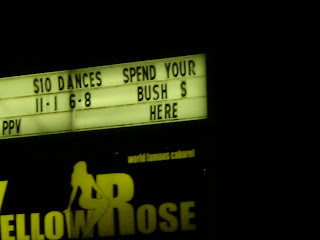 $10 DANCES SPEND YOUR
11-1 6-8 BUSH $
PPV HERE
world famous cabaret
YELLOW ROSE